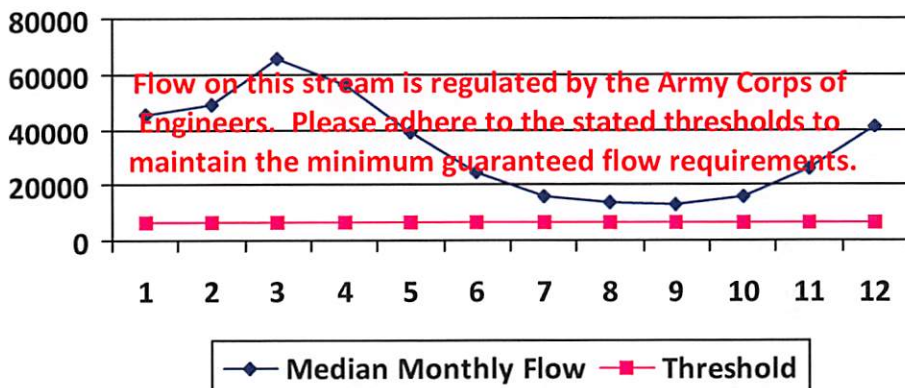 80000
60000
40000
20000
0
Flow on this stream is regulated by the Army Corps of
Engineers. Please adhere to the stated thresholds to
maintain the minimum guaranteed flow requirements.
1 2 3 4 5 6 7 8 9 10 11 12
Median Monthly Flow Threshold